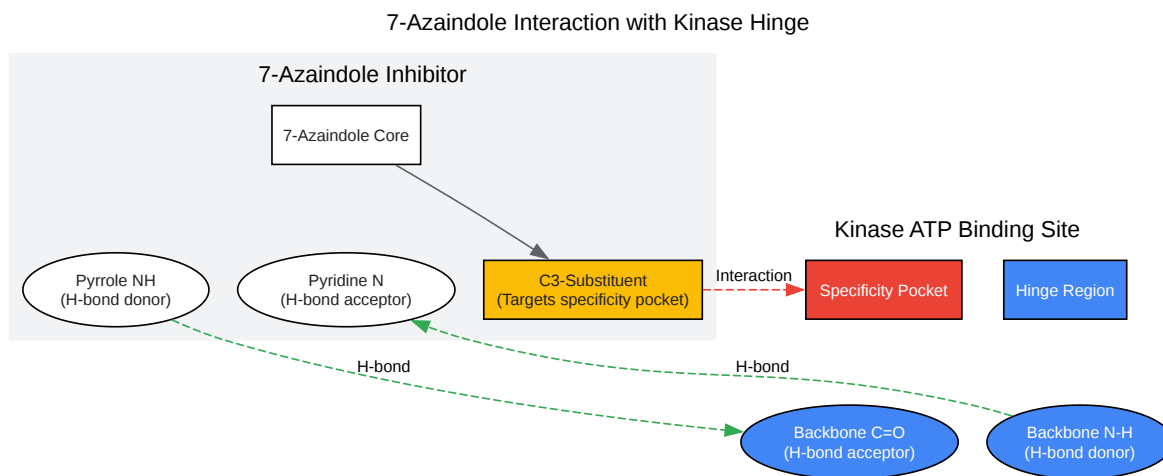 7-Azaindole Interaction with Kinase Hinge
7-Azaindole Inhibitor
7-Azaindole Core
Kinase ATP Binding Site
Pyrrole NH
(H-bond donor)
Pyridine N
(H-bond acceptor)
C3-Substituent
(Targets specificity pocket)
Interaction
Specificity Pocket
Hinge Region
H-bond
H-bond
Backbone C=O
(H-bond acceptor)
Backbone N-H
(H-bond donor)